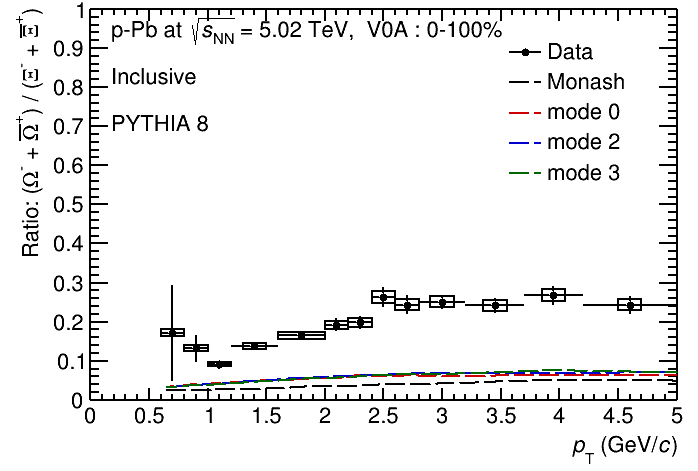 p-Pb at √sNN = 5.02 TeV, V0A : 0-100%
Inclusive
PYTHIA 8
Data
Monash
mode 0
mode 2
mode 3
Ratio: (Ω⁻ + Ω̅⁺) / (Ξ⁻ + Ξ̅⁺)
1
0.9
0.8
0.7
0.6
0.5
0.4
0.3
0.2
0.1
0
0 0.5 1 1.5 2 2.5 3 3.5 4 4.5 5
pT (GeV/c)